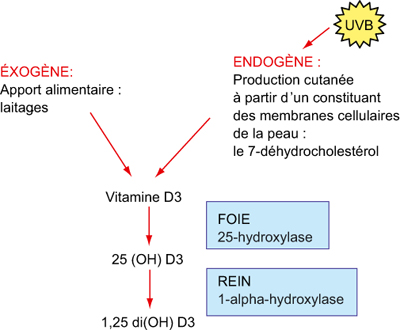 UVB
ÉXOGÈNE:
Apport alimentaire :
laitages
ENDOGÈNE :
Production cutanée
à partir d'un constituant
des membranes cellulaires
de la peau :
le 7-déhydrocholestérol
Vitamine D3
FOIE
25-hydroxylase
25 (OH) D3
REIN
1-alpha-hydroxylase
1,25 di(OH) D3